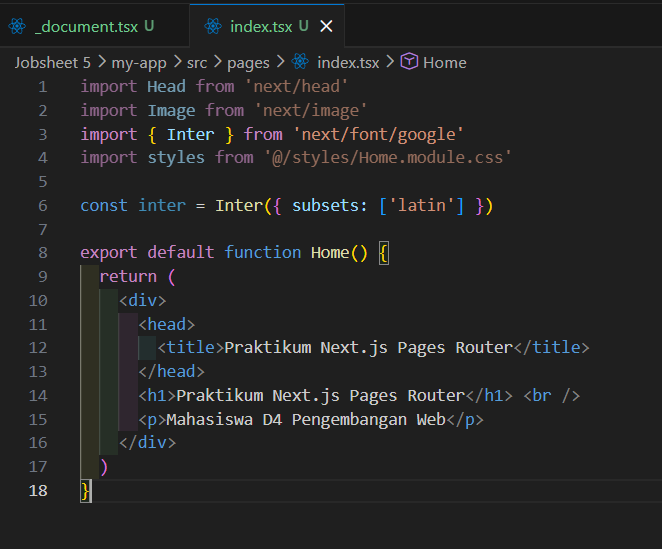 _document.tsx U index.tsx U
Jobsheet 5 > my-app > src > pages > index.tsx > Home
1 import Head from 'next/head'
2 import Image from 'next/image'
3 import { Inter } from 'next/font/google'
4 import styles from '@/styles/Home.module.css'
5
6 const inter = Inter({ subsets: ['latin'] })
7
8 export default function Home() {
9 return (
10 <div>
11 <head>
12 <title>Praktikum Next.js Pages Router</title>
13 </head>
14 <h1>Praktikum Next.js Pages Router</h1> <br />
15 <p>Mahasiswa D4 Pengembangan Web</p>
16 </div>
17 )
18 }